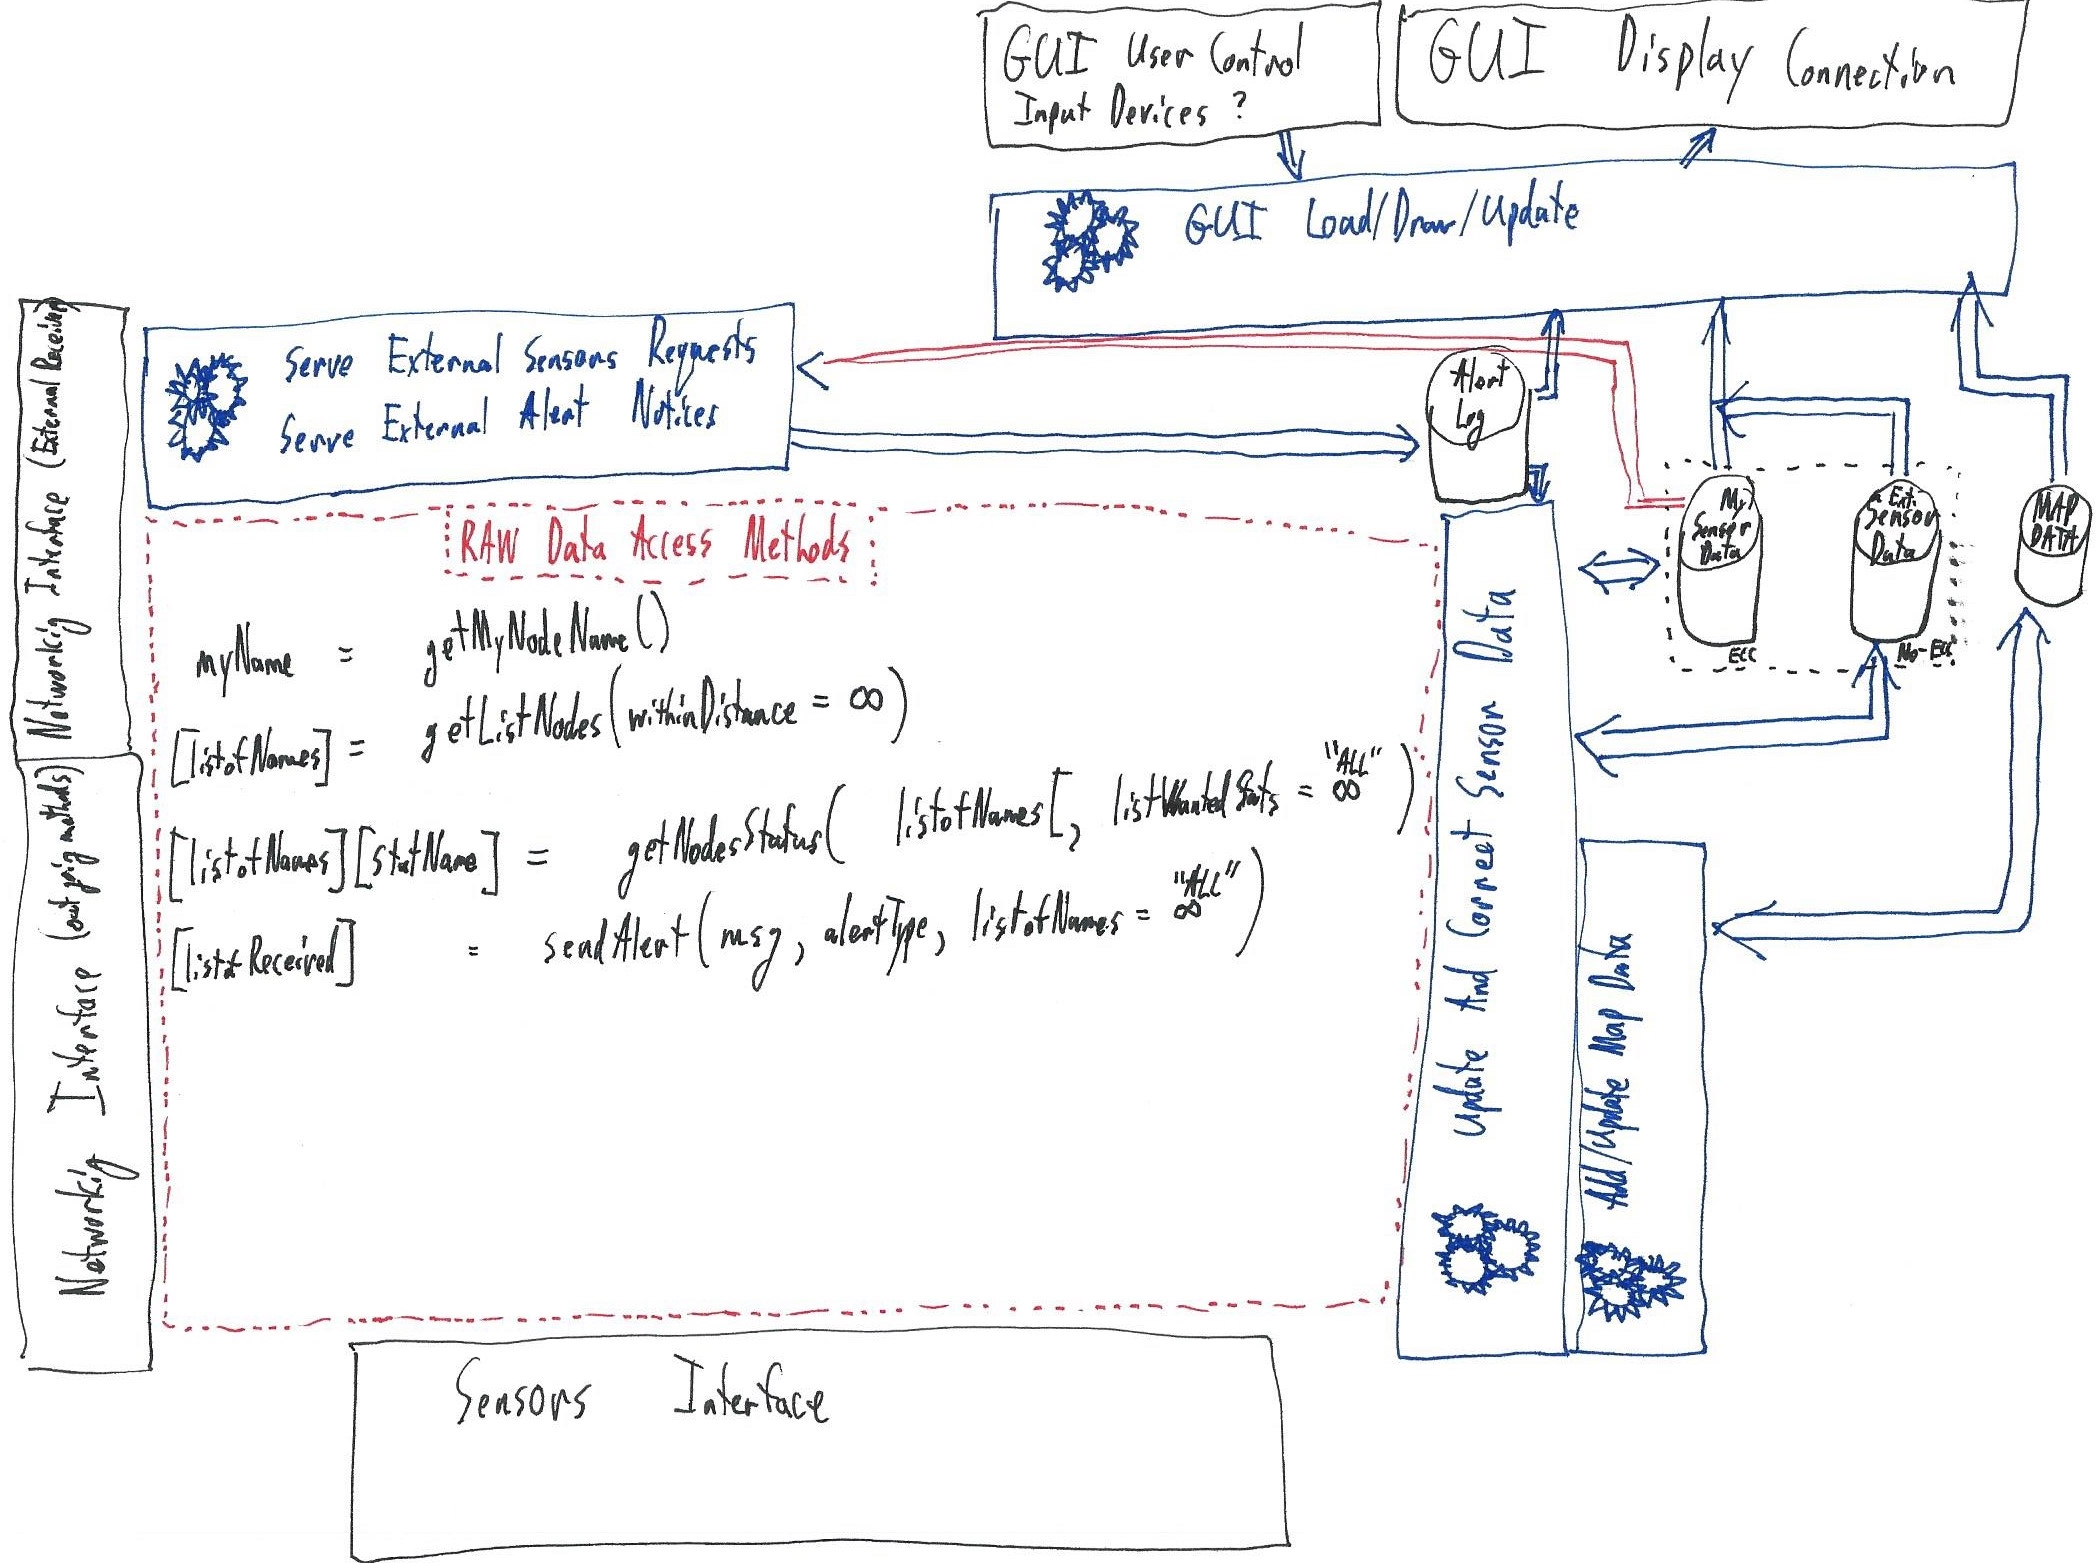 GUI User Control
Input Devices ?
GUI Display Connection
GUI Load/Draw/Update
Serve External Sensors Requests
Serve External Alert Notices
Alert
Log
My
Sensor
Data
Ext.
Sensor
Data
MAP
DATA
ECC
No-ECC
RAW Data Access Methods
myName = getMyNodeName()
[listofNames] = getListNodes(withinDistance = ∞)
"ALL"
[listofNames][statName] = getNodesStatus( listofNames[, listWantedStats = ∞ )
"ALL"
[listofReceived] = sendAlert(msg, alertType, listofNames = ∞ )
Networkig Interface (External Receiving)
Networkig Interface (outgoing methods)
Update And Correct Sensor Data
Add/Update Map Data
Sensors Interface